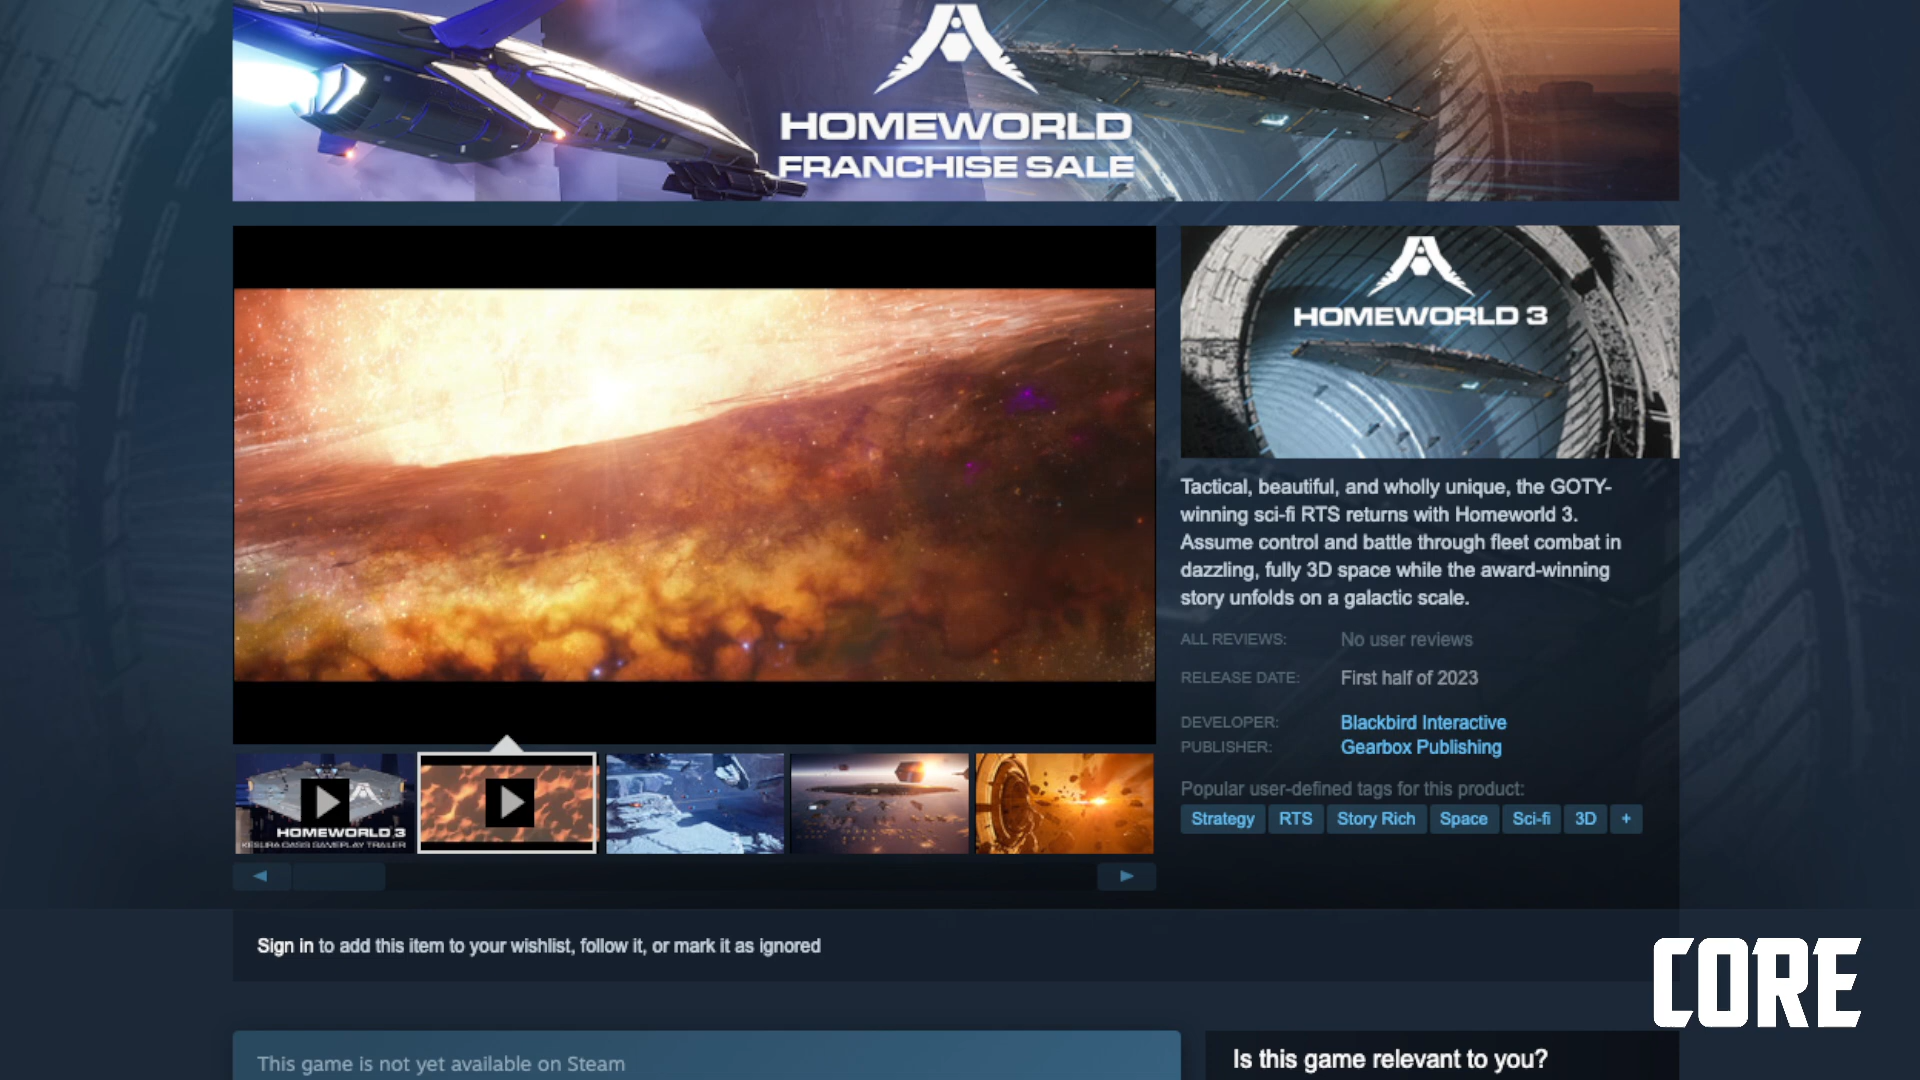 HOMEWORLD
FRANCHISE SALE
HOMEWORLD 3
Tactical, beautiful, and wholly unique, the GOTY-
winning sci-fi RTS returns with Homeworld 3.
Assume control and battle through fleet combat in
dazzling, fully 3D space while the award-winning
story unfolds on a galactic scale.
ALL REVIEWS: No user reviews
RELEASE DATE: First half of 2023
DEVELOPER: Blackbird Interactive
PUBLISHER: Gearbox Publishing
Popular user-defined tags for this product:
Strategy RTS Story Rich Space Sci-fi 3D +
HOMEWORLD 3
KESURA OASIS GAMEPLAY TRAILER
Sign in to add this item to your wishlist, follow it, or mark it as ignored
CORE
This game is not yet available on Steam
Is this game relevant to you?